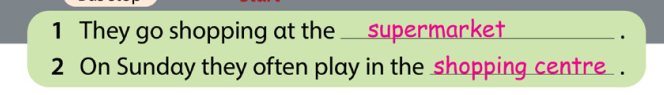 1 They go shopping at the supermarket.
2 On Sunday they often play in the shopping centre.